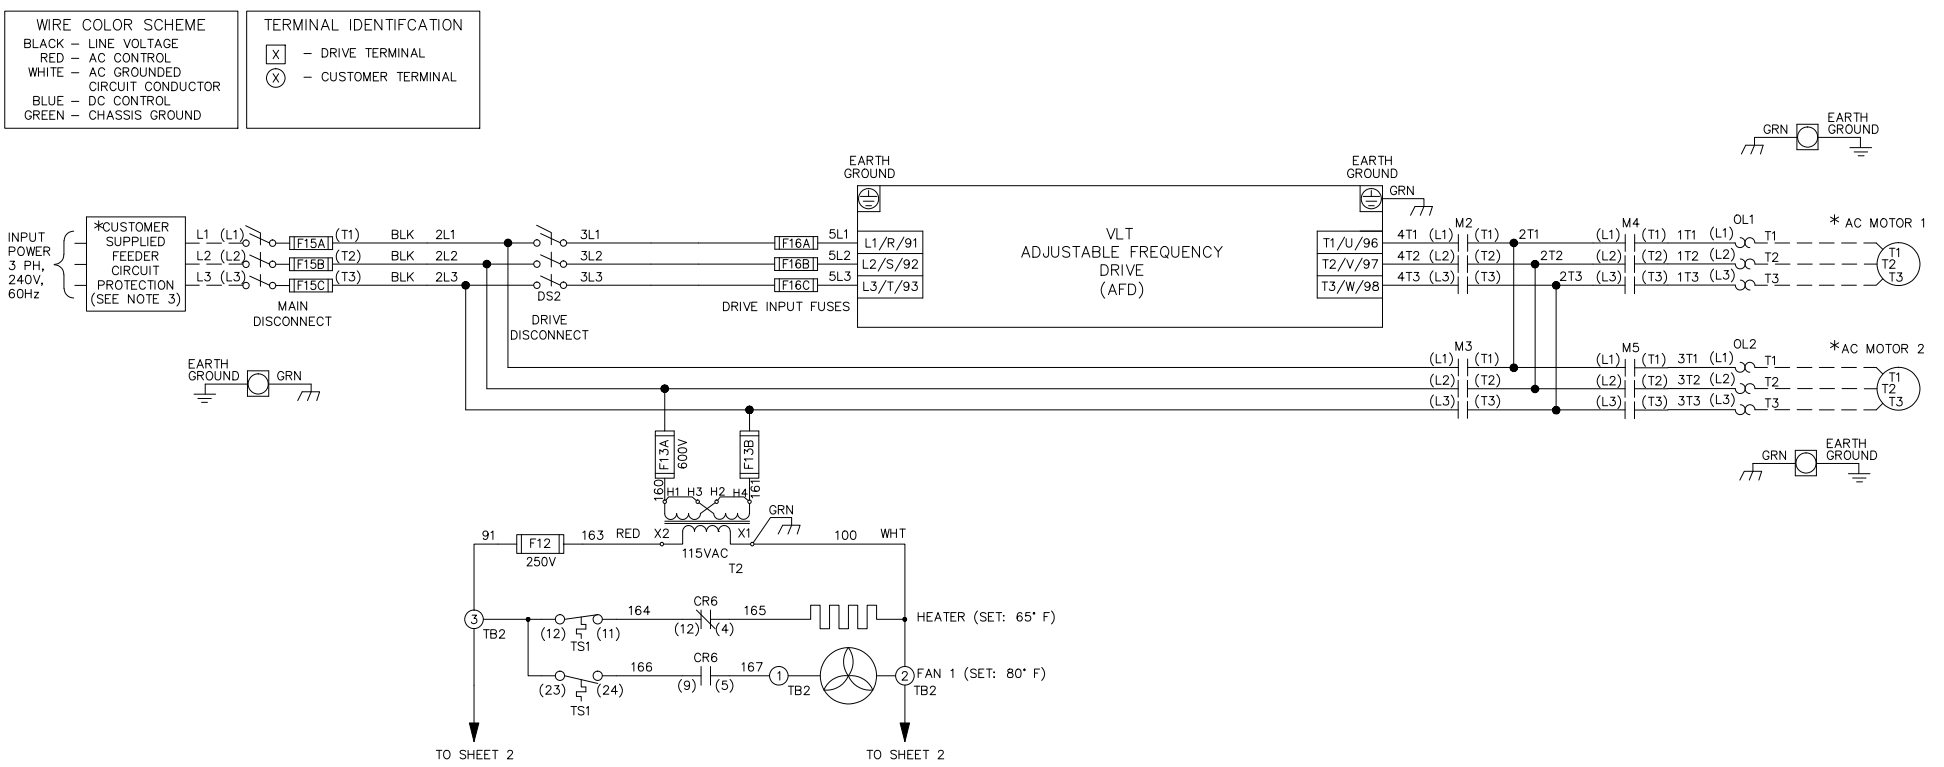 WIRE COLOR SCHEME
BLACK – LINE VOLTAGE
RED – AC CONTROL
WHITE – AC GROUNDED
CIRCUIT CONDUCTOR
BLUE – DC CONTROL
GREEN – CHASSIS GROUND
TERMINAL IDENTIFCATION
X – DRIVE TERMINAL
X – CUSTOMER TERMINAL
GRN
EARTH
GROUND
INPUT
POWER
3 PH,
240V,
60Hz
*CUSTOMER
SUPPLIED
FEEDER
CIRCUIT
PROTECTION
(SEE NOTE 3)
L1 (L1) F15A (T1) BLK 2L1 3L1 F16A 5L1 L1/R/91
L2 (L2) F15B (T2) BLK 2L2 3L2 F16B 5L2 L2/S/92
L3 (L3) F15C (T3) BLK 2L3 3L3 F16C 5L3 L3/T/93
MAIN
DISCONNECT
DS2
DRIVE
DISCONNECT
DRIVE INPUT FUSES
EARTH
GROUND
VLT
ADJUSTABLE FREQUENCY
DRIVE
(AFD)
EARTH
GROUND
GRN
M2 M4 OL1 * AC MOTOR 1
T1/U/96 4T1 (L1) (T1) 2T1 (L1) (T1) 1T1 (L1) T1
T2/V/97 4T2 (L2) (T2) 2T2 (L2) (T2) 1T2 (L2) T2
T3/W/98 4T3 (L3) (T3) 2T3 (L3) (T3) 1T3 (L3) T3
T1
T2
T3
M3 M5 OL2 * AC MOTOR 2
(L1) (T1) (L1) (T1) 3T1 (L1) T1
(L2) (T2) (L2) (T2) 3T2 (L2) T2
(L3) (T3) (L3) (T3) 3T3 (L3) T3
T1
T2
T3
EARTH
GROUND
GRN
GRN
EARTH
GROUND
F13A
600V
F13B
160
H1 H3 H2 H4
161
GRN
91 F12 163 RED X2 X1 100 WHT
250V
115VAC
T2
3
TB2
(12) (11)
TS1
164
CR6
(12) (4)
165
HEATER (SET: 65° F)
(23) (24)
TS1
166
CR6
(9) (5)
167
1
TB2
2
TB2
FAN 1 (SET: 80° F)
TO SHEET 2
TO SHEET 2